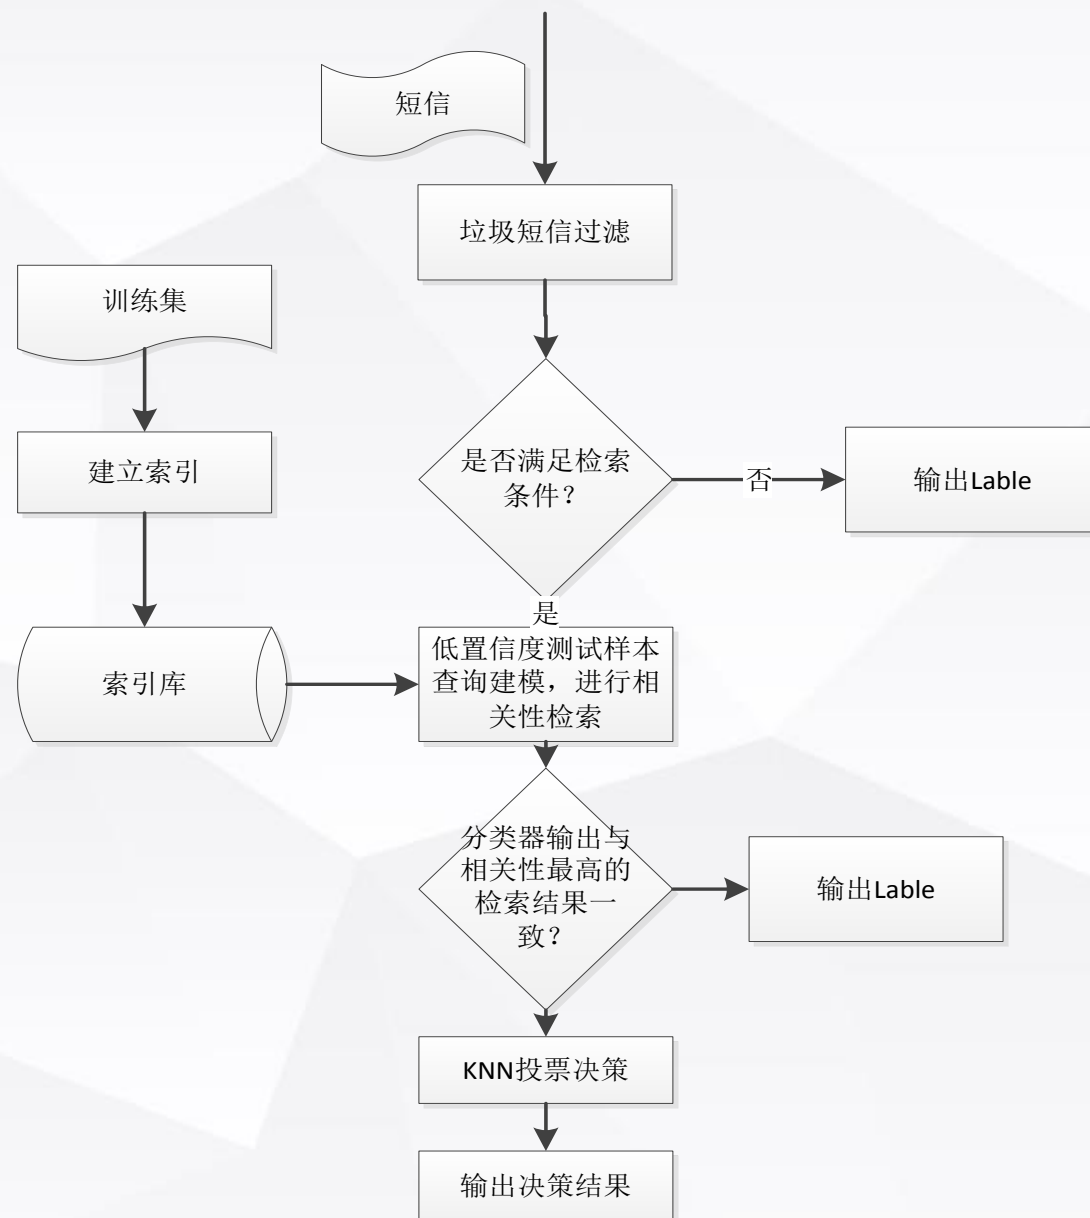 短信
垃圾短信过滤
训练集
是否满足检索
条件？
否
输出Lable
建立索引
是
低置信度测试样本
查询建模，进行相
关性检索
索引库
分类器输出与
相关性最高的
检索结果一
致？
输出Lable
KNN投票决策
输出决策结果